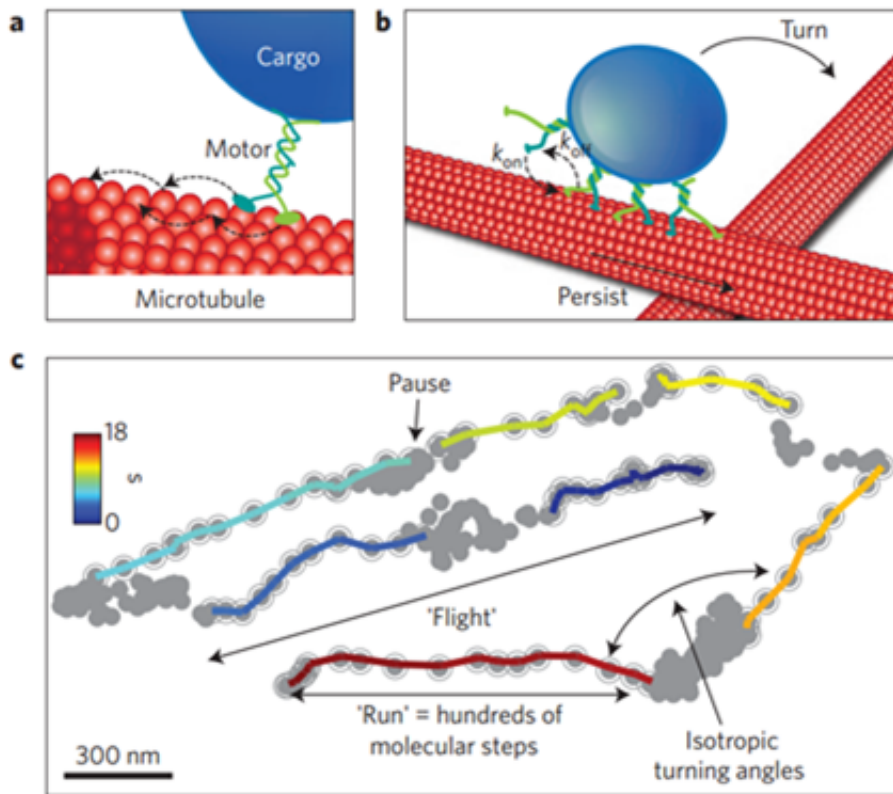 a
Cargo
Motor
Microtubule
b
Turn
kon
koff
Persist
c
Pause
18
s
0
'Flight'
'Run' = hundreds of
molecular steps
Isotropic
turning angles
300 nm